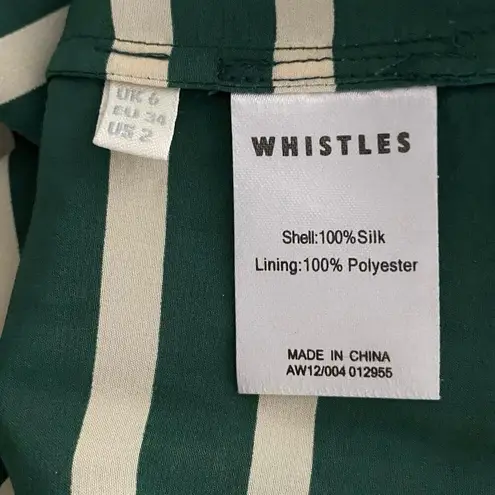 UK 6
EU 34
US 2
WHISTLES
Shell:100%Silk
Lining:100% Polyester
MADE IN CHINA
AW12/004 012955